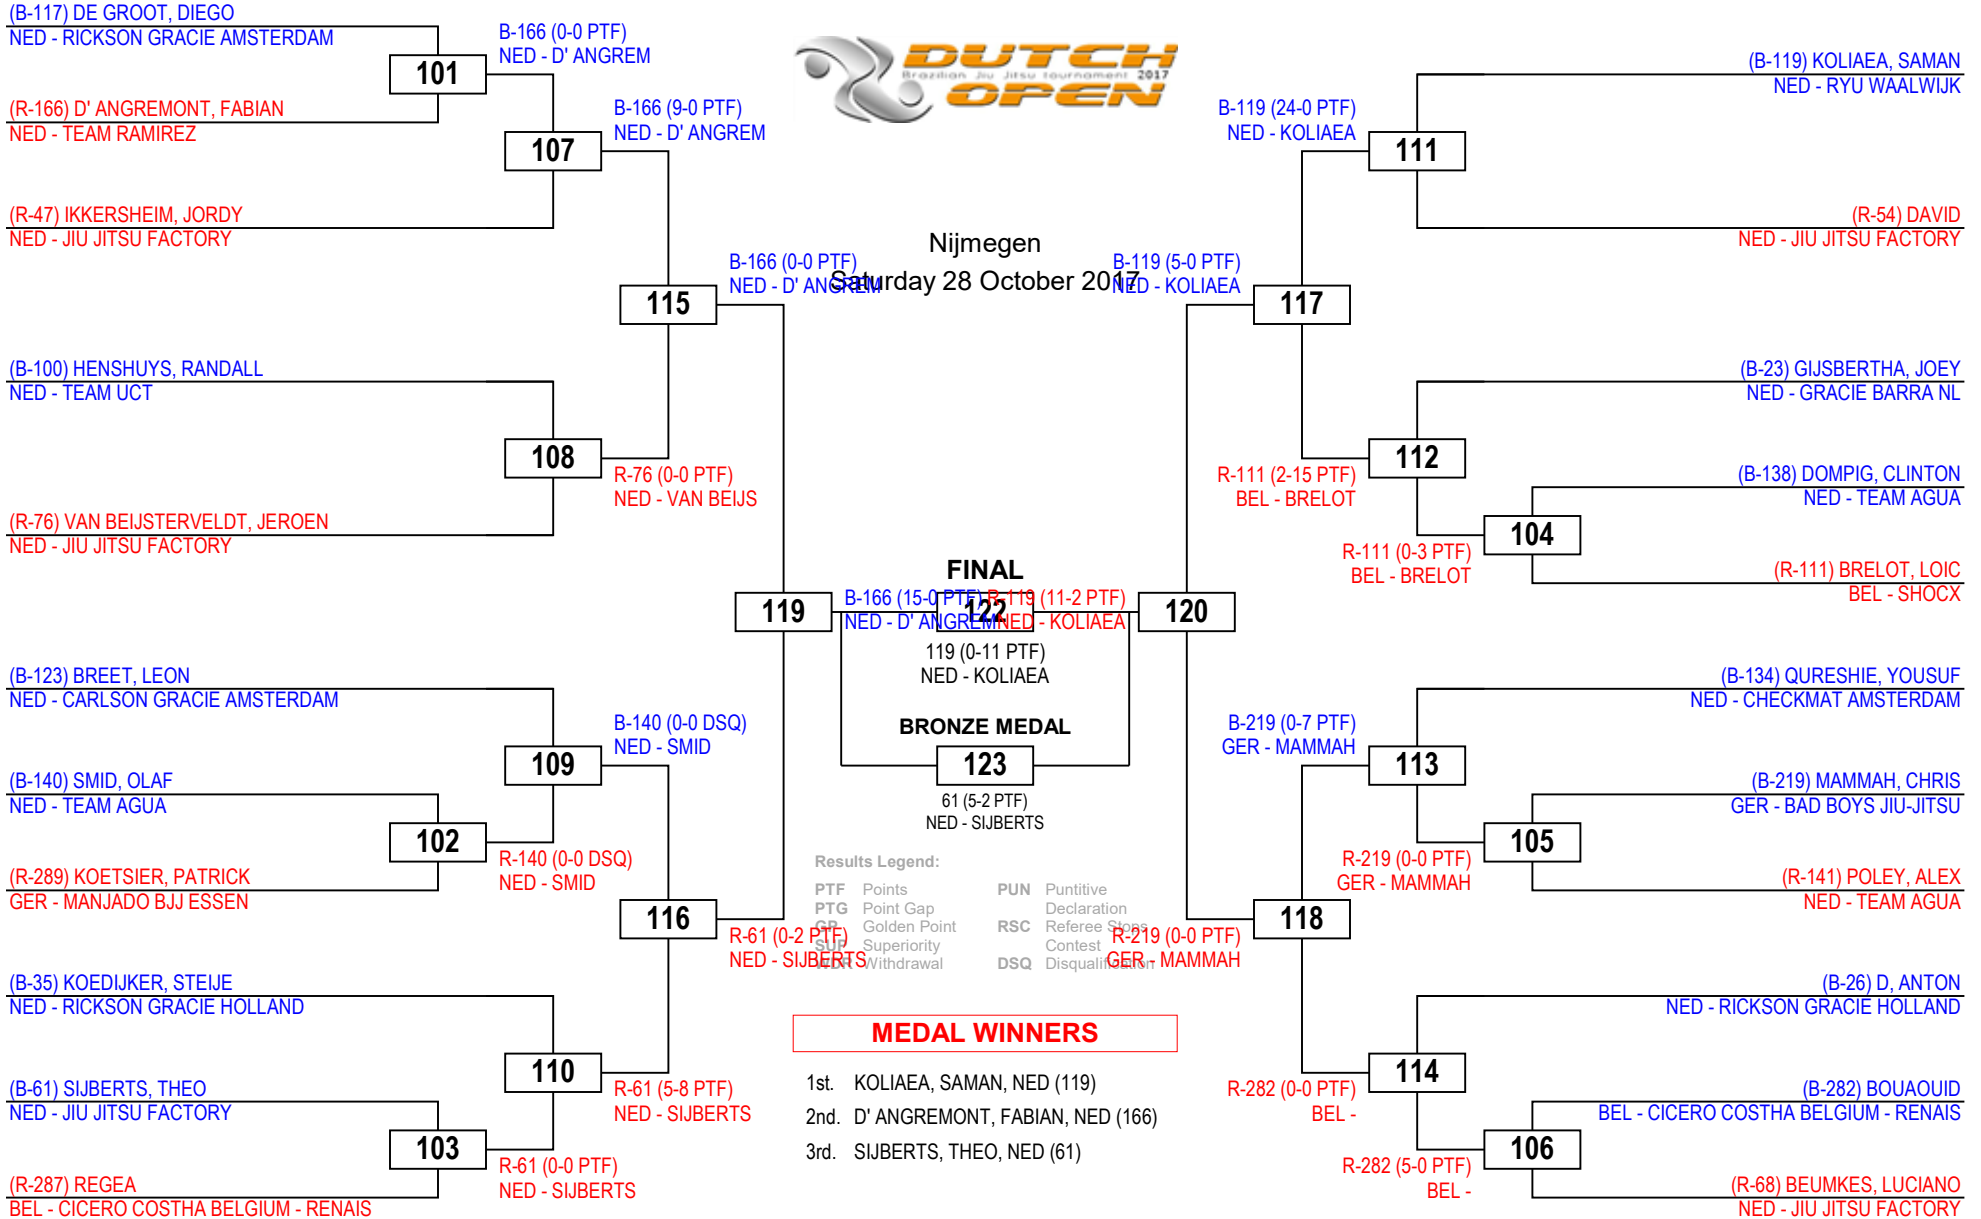 (B-117) DE GROOT, DIEGO
NED - RICKSON GRACIE AMSTERDAM
B-166 (0-0 PTF)
NED - D' ANGREM
101
(R-166) D' ANGREMONT, FABIAN
NED - TEAM RAMIREZ
B-166 (9-0 PTF)
NED - D' ANGREM
107
(R-47) IKKERSHEIM, JORDY
NED - JIU JITSU FACTORY
B-166 (0-0 PTF)
NED - D' ANGREM
115
(B-100) HENSHUYS, RANDALL
NED - TEAM UCT
108
R-76 (0-0 PTF)
NED - VAN BEIJS
(R-76) VAN BEIJSTERVELDT, JEROEN
NED - JIU JITSU FACTORY
119
(B-123) BREET, LEON
NED - CARLSON GRACIE AMSTERDAM
B-140 (0-0 DSQ)
NED - SMID
109
(B-140) SMID, OLAF
NED - TEAM AGUA
102
R-140 (0-0 DSQ)
NED - SMID
(R-289) KOETSIER, PATRICK
GER - MANJADO BJJ ESSEN
116
R-61 (0-2 PTF)
NED - SIJBERTS
(B-35) KOEDIJKER, STEIJE
NED - RICKSON GRACIE HOLLAND
110
R-61 (5-8 PTF)
NED - SIJBERTS
(B-61) SIJBERTS, THEO
NED - JIU JITSU FACTORY
103
R-61 (0-0 PTF)
NED - SIJBERTS
(R-287) REGEA
BEL - CICERO COSTHA BELGIUM - RENAIS
DUTCH
Brazilian Jiu Jitsu tournament 2017
OPEN
Nijmegen
Saturday 28 October 2017
FINAL
B-166 (15-0 PTF)
NED - D' ANGREM
122
R-119 (11-2 PTF)
NED - KOLIAEA
119 (0-11 PTF)
NED - KOLIAEA
BRONZE MEDAL
123
61 (5-2 PTF)
NED - SIJBERTS
Results Legend:
PTF Points
PTG Point Gap
GP Golden Point
SUP Superiority
WDR Withdrawal
PUN Puntitive
Declaration
RSC Referee Stops
Contest
DSQ Disqualification
MEDAL WINNERS
1st. KOLIAEA, SAMAN, NED (119)
2nd. D' ANGREMONT, FABIAN, NED (166)
3rd. SIJBERTS, THEO, NED (61)
(B-119) KOLIAEA, SAMAN
NED - RYU WAALWIJK
B-119 (24-0 PTF)
NED - KOLIAEA
111
(R-54) DAVID
NED - JIU JITSU FACTORY
B-119 (5-0 PTF)
NED - KOLIAEA
117
(B-23) GIJSBERTHA, JOEY
NED - GRACIE BARRA NL
112
R-111 (2-15 PTF)
BEL - BRELOT
(B-138) DOMPIG, CLINTON
NED - TEAM AGUA
104
R-111 (0-3 PTF)
BEL - BRELOT
(R-111) BRELOT, LOIC
BEL - SHOCX
120
(B-134) QURESHIE, YOUSUF
NED - CHECKMAT AMSTERDAM
B-219 (0-7 PTF)
GER - MAMMAH
113
(B-219) MAMMAH, CHRIS
GER - BAD BOYS JIU-JITSU
105
R-219 (0-0 PTF)
GER - MAMMAH
(R-141) POLEY, ALEX
NED - TEAM AGUA
118
R-219 (0-0 PTF)
GER - MAMMAH
(B-26) D, ANTON
NED - RICKSON GRACIE HOLLAND
114
R-282 (0-0 PTF)
BEL -
(B-282) BOUAOUID
BEL - CICERO COSTHA BELGIUM - RENAIS
106
R-282 (5-0 PTF)
BEL -
(R-68) BEUMKES, LUCIANO
NED - JIU JITSU FACTORY